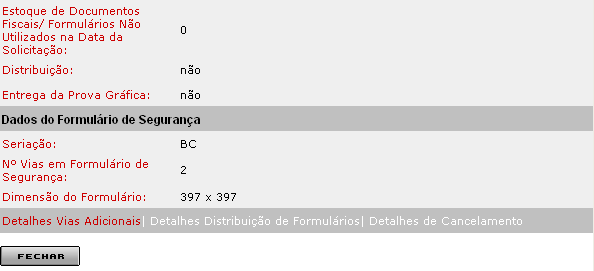 Estoque de Documentos
Fiscais/ Formulários Não
Utilizados na Data da
Solicitação:
0
Distribuição: não
Entrega da Prova Gráfica: não
Dados do Formulário de Segurança
Seriação: BC
Nº Vias em Formulário de
Segurança:
2
Dimensão do Formulário: 397 x 397
Detalhes Vias Adicionais| Detalhes Distribuição de Formulários| Detalhes de Cancelamento
FECHAR